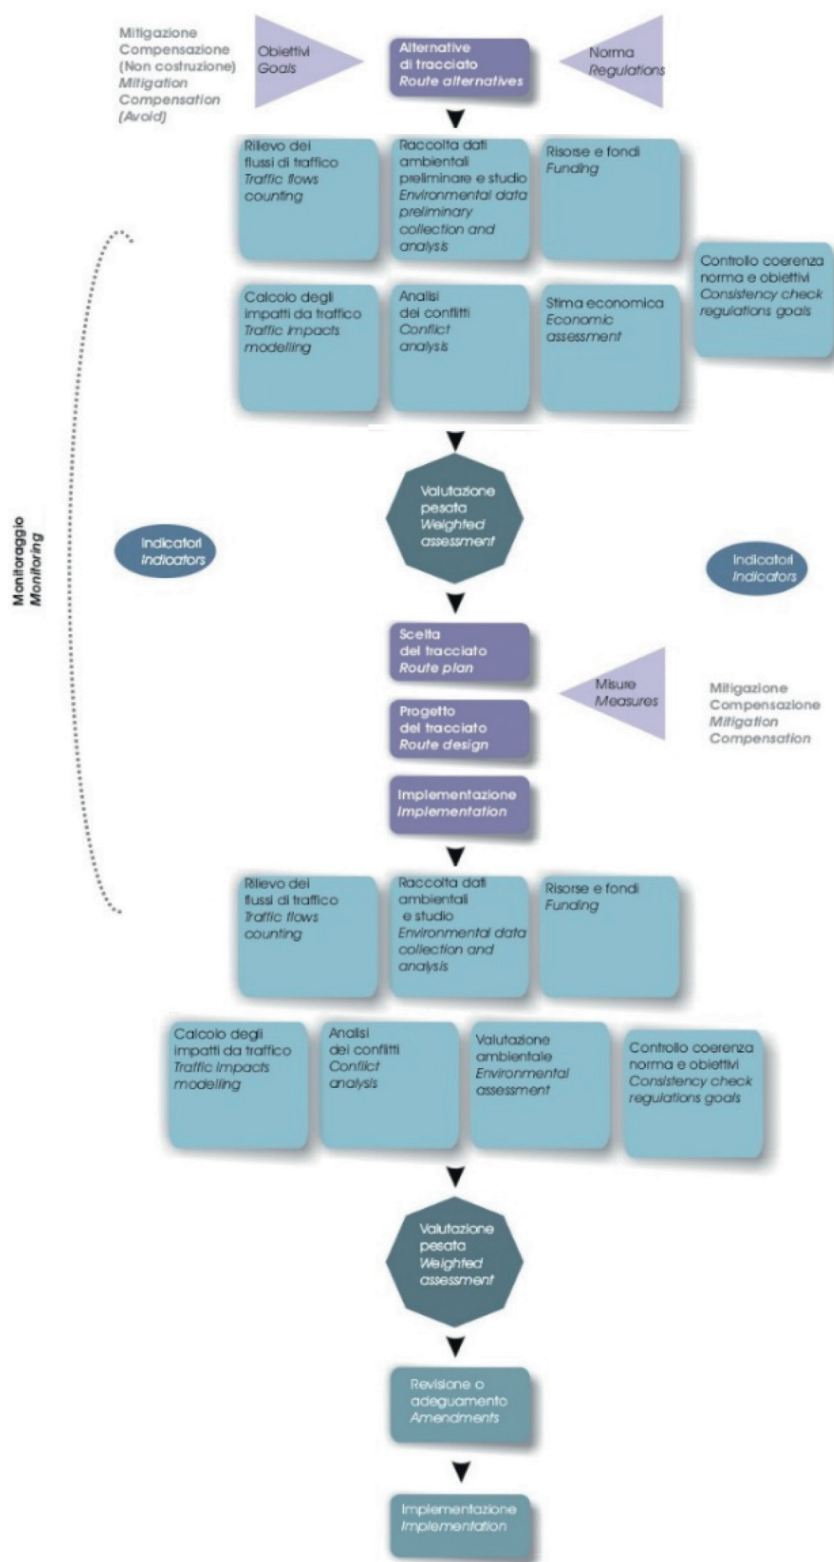 Mitigazione
Compensazione
(Non costruzione)
Mitigation
Compensation
(Avoid)
Obiettivi
Goals
Alternative
di tracciato
Route alternatives
Norma
Regulations
Rilievo dei
flussi di traffico
Traffic flows
counting
Raccolta dati
ambientali
preliminare e studio
Environmental data
preliminary
collection and
analysis
Risorse e fondi
Funding
Controllo coerenza
norma e obiettivi
Consistency check
regulations goals
Calcolo degli
impatti da traffico
Traffic impacts
modelling
Analisi
dei conflitti
Conflict
analysis
Stima economica
Economic
assessment
Valutazione
pesata
Weighted
assessment
Monitoraggio
Monitoring
Indicatori
Indicators
Indicatori
Indicators
Scelta
del tracciato
Route plan
Misure
Measures
Mitigazione
Compensazione
Mitigation
Compensation
Progetto
del tracciato
Route design
Implementazione
Implementation
Rilievo dei
flussi di traffico
Traffic flows
counting
Raccolta dati
ambientali
e studio
Environmental data
collection and
analysis
Risorse e fondi
Funding
Calcolo degli
impatti da traffico
Traffic impacts
modelling
Analisi
dei conflitti
Conflict
analysis
Valutazione
ambientale
Environmental
assessment
Controllo coerenza
norma e obiettivi
Consistency check
regulations goals
Valutazione
pesata
Weighted
assessment
Revisione o
adeguamento
Amendments
Implementazione
Implementation